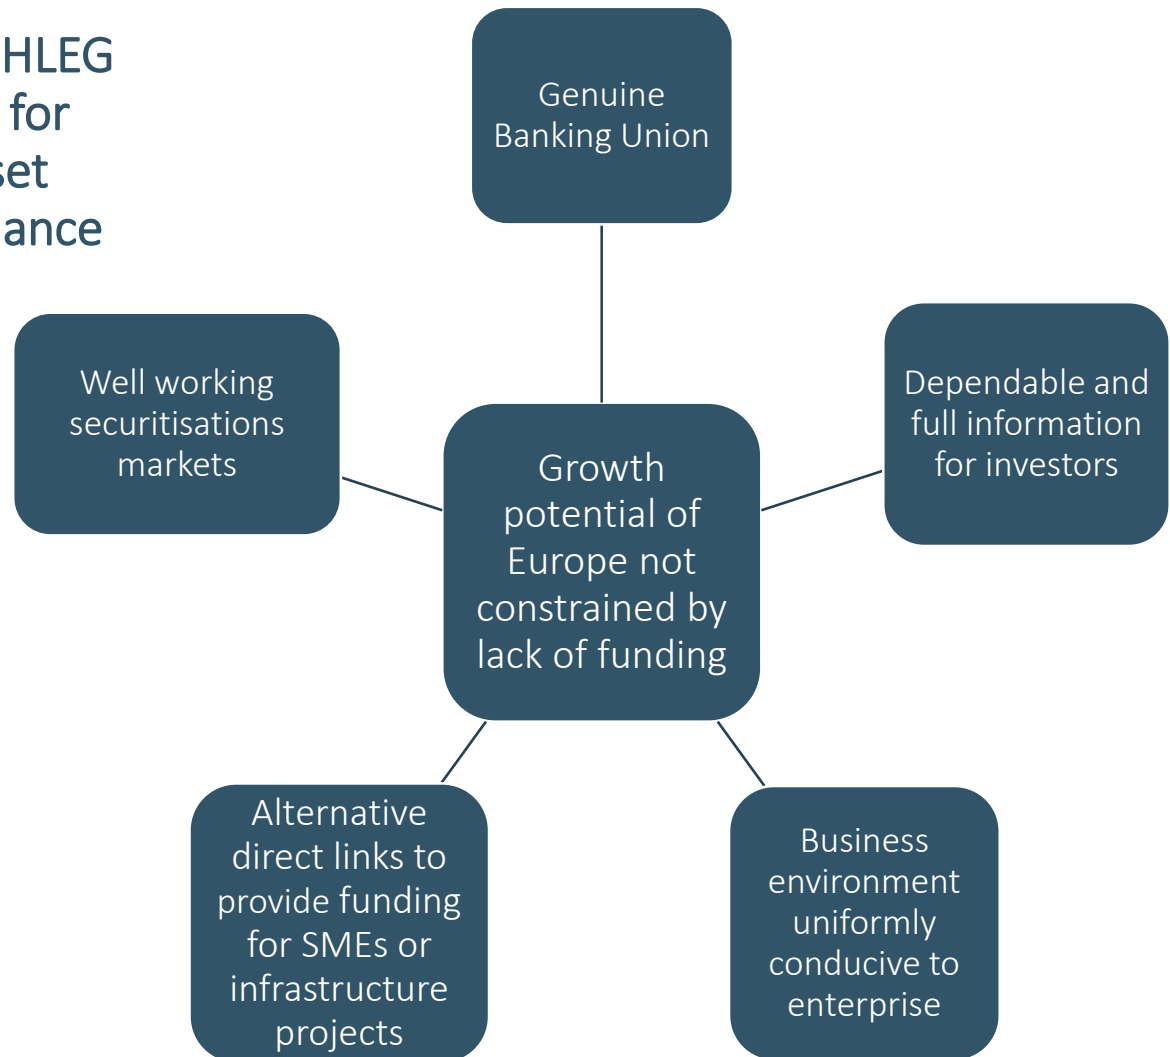 HLEG
for
set
ance
Genuine
Banking Union
Well working
securitisations
markets
Dependable and
full information
for investors
Growth
potential of
Europe not
constrained by
lack of funding
Alternative
direct links to
provide funding
for SMEs or
infrastructure
projects
Business
environment
uniformly
conducive to
enterprise